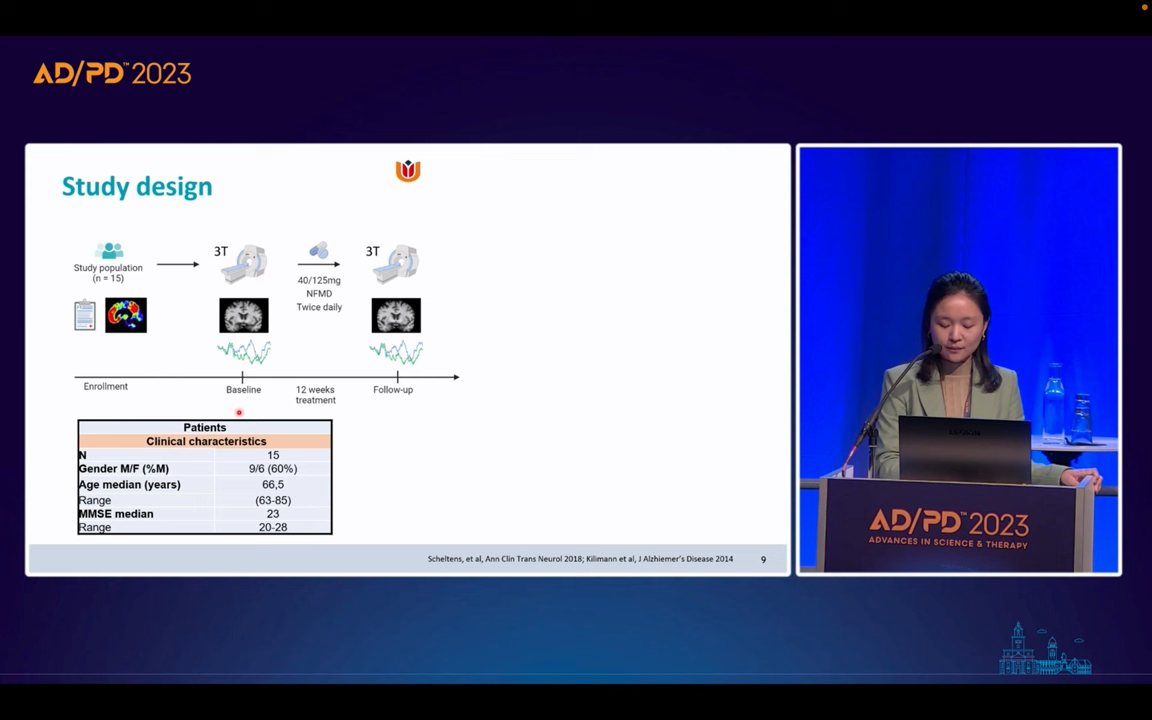 AD/PD™ 2023
Study design
3T
3T
Study population
(n = 15)
40/125mg
NFMD
Twice daily
Enrollment
Baseline
12 weeks
treatment
Follow-up
Patients
Clinical characteristics
N 15
Gender M/F (%M) 9/6 (60%)
Age median (years) 66,5
Range (63-85)
MMSE median 23
Range 20-28
Scheltens, et al, Ann Clin Trans Neurol 2018; Kilimann et al, J Alzhiemer's Disease 2014
9
AD/PD™ 2023
ADVANCES IN SCIENCE & THERAPY